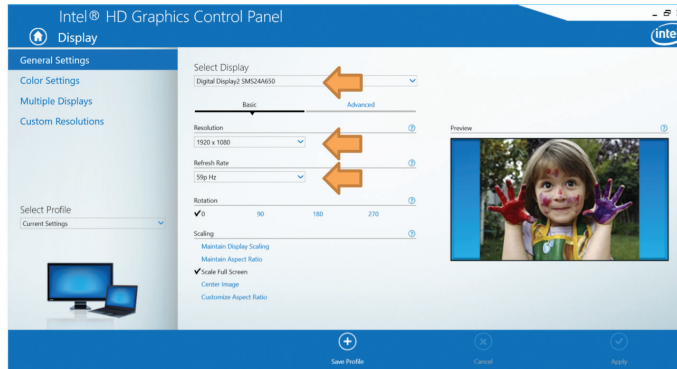 Intel® HD Graphics Control Panel
Display
General Settings
Color Settings
Multiple Displays
Custom Resolutions
Select Profile
Current Settings
Select Display
Digital Display2 SMS24A650
Basic Advanced
Resolution ?
1920 x 1080
Refresh Rate ?
59p Hz
Rotation ?
✓0 90 180 270
Scaling ?
Maintain Display Scaling
Maintain Aspect Ratio
✓Scale Full Screen
Center Image
Customize Aspect Ratio
Preview ?
Save Profile Cancel Apply